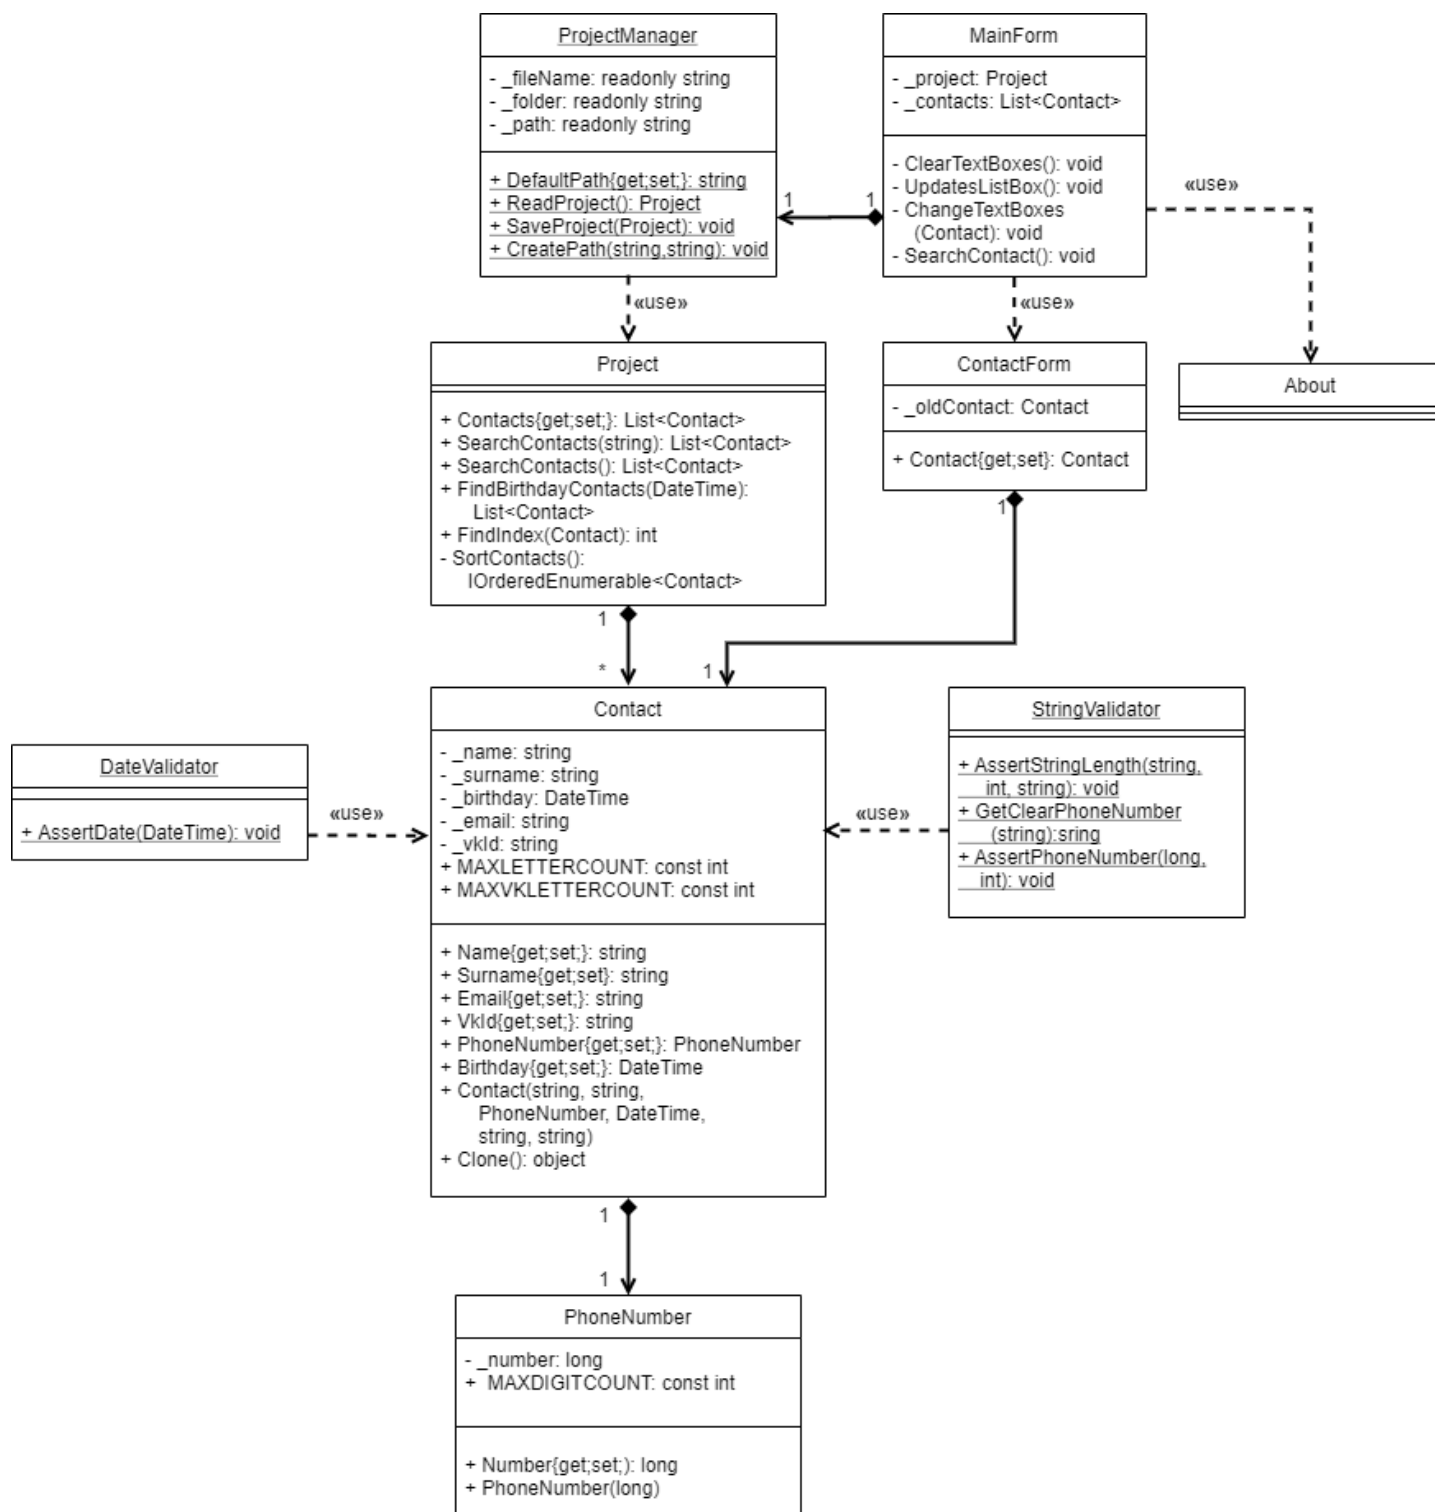 ProjectManager
- _fileName: readonly string
- _folder: readonly string
- _path: readonly string
+ DefaultPath{get;set;}: string
+ ReadProject(): Project
+ SaveProject(Project): void
+ CreatePath(string,string): void
MainForm
- _project: Project
- _contacts: List<Contact>
- ClearTextBoxes(): void
- UpdatesListBox(): void
- ChangeTextBoxes
(Contact): void
- SearchContact(): void
1
1
«use»
«use»
«use»
Project
+ Contacts{get;set;}: List<Contact>
+ SearchContacts(string): List<Contact>
+ SearchContacts(): List<Contact>
+ FindBirthdayContacts(DateTime):
List<Contact>
+ FindIndex(Contact): int
- SortContacts():
IOrderedEnumerable<Contact>
ContactForm
- _oldContact: Contact
+ Contact{get;set}: Contact
About
1
*
1
1
Contact
- _name: string
- _surname: string
- _birthday: DateTime
- _email: string
- _vkId: string
+ MAXLETTERCOUNT: const int
+ MAXVKLETTERCOUNT: const int
+ Name{get;set;}: string
+ Surname{get;set}: string
+ Email{get;set;}: string
+ VkId{get;set;}: string
+ PhoneNumber{get;set;}: PhoneNumber
+ Birthday{get;set;}: DateTime
+ Contact(string, string,
PhoneNumber, DateTime,
string, string)
+ Clone(): object
DateValidator
+ AssertDate(DateTime): void
«use»
StringValidator
+ AssertStringLength(string,
int, string): void
+ GetClearPhoneNumber
(string):sring
+ AssertPhoneNumber(long,
int): void
«use»
1
1
PhoneNumber
- _number: long
+ MAXDIGITCOUNT: const int
+ Number{get;set;): long
+ PhoneNumber(long)